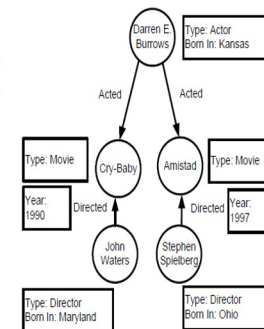 Darren E.
Burrows
Type: Actor
Born In: Kansas
Acted
Acted
Type: Movie
Cry-Baby
Amistad
Type: Movie
Year:
1990
Directed
Directed
Year:
1997
John
Waters
Stephen
Spielberg
Type: Director
Born In: Maryland
Type: Director
Born In: Ohio